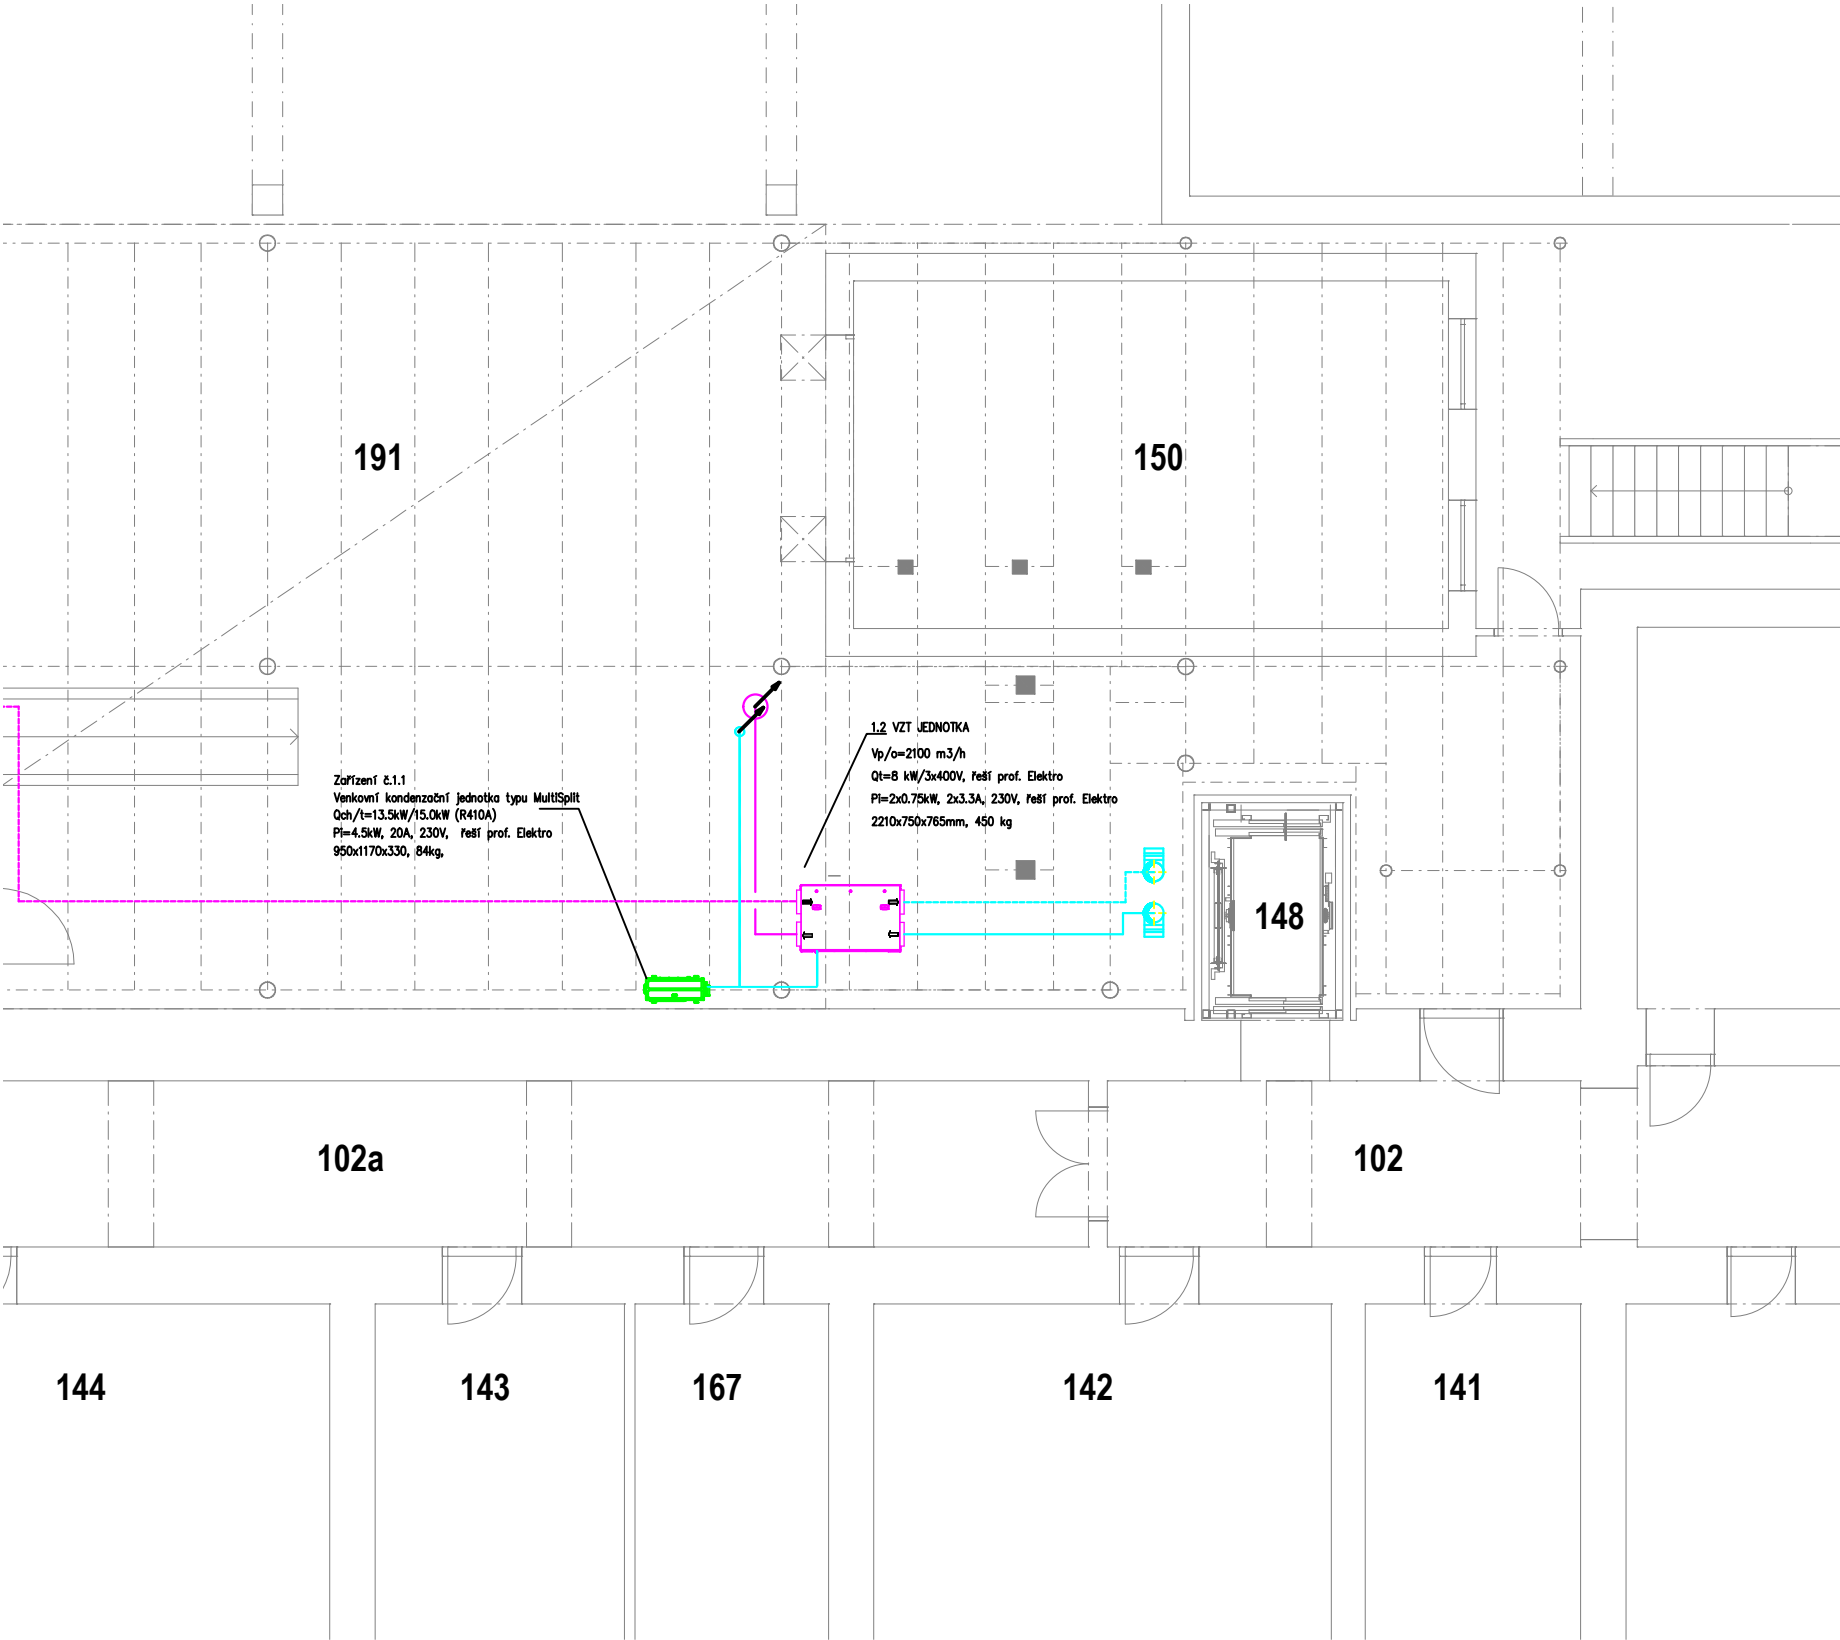 191
150
1.2 VZT JEDNOTKA
Vp/o=2100 m3/h
Qt=8 kW/3x400V, řeší prof. Elektro
Pi=2x0.75kW, 2x3.3A, 230V, řeší prof. Elektro
2210x750x765mm, 450 kg
Zařízení č.1.1
Venkovní kondenzační jednotka typu MultiSplit
Qch/t=13.5kW/15.0kW (R410A)
Pi=4.5kW, 20A, 230V, řeší prof. Elektro
950x1170x330, 84kg,
148
102a
102
144
143
167
142
141